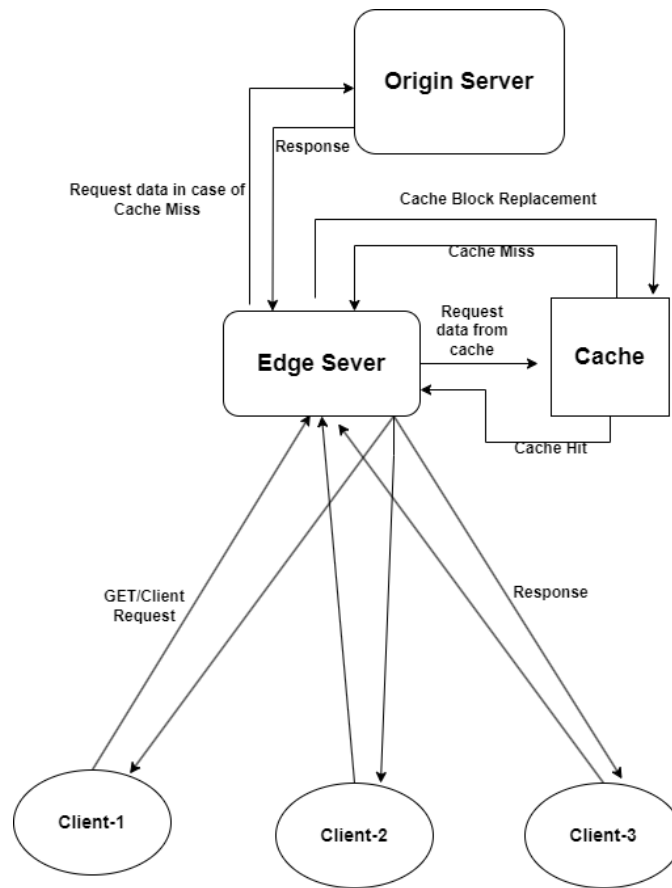 Origin Server
Response
Request data in case of
Cache Miss
Cache Block Replacement
Cache Miss
Request
data from
cache
Edge Sever
Cache
Cache Hit
GET/Client
Request
Response
Client-1
Client-2
Client-3